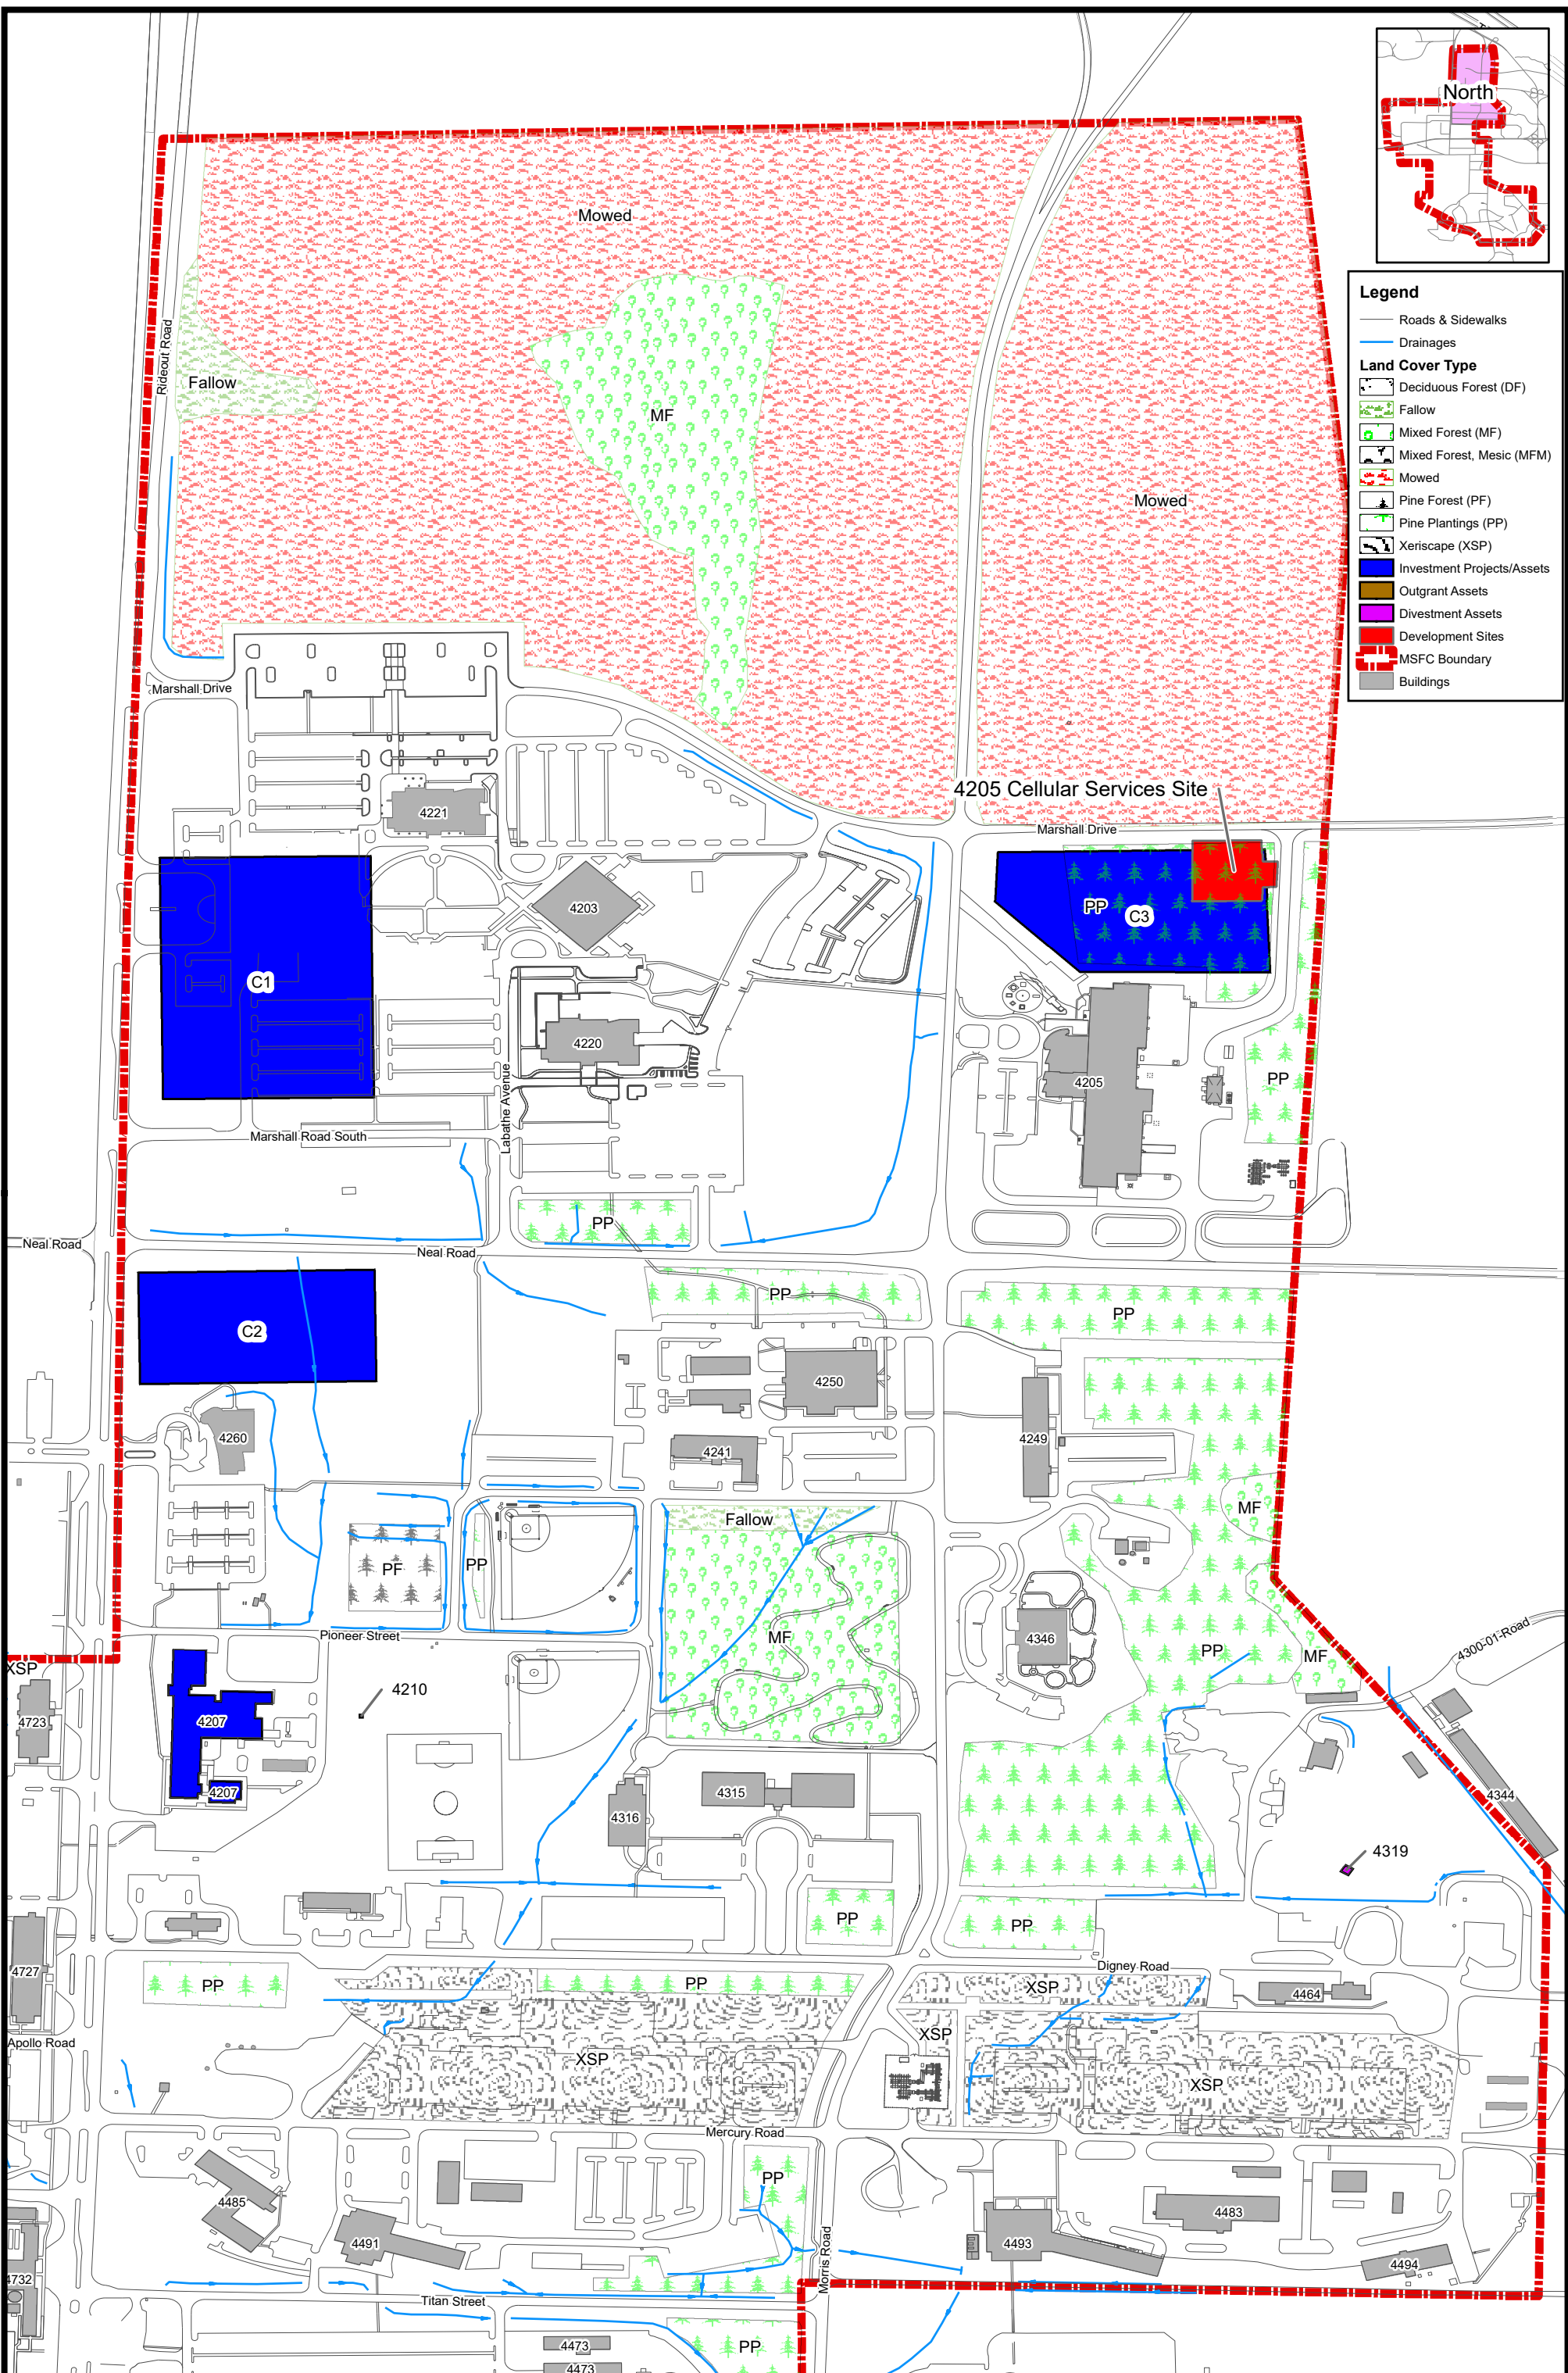 North
Legend
Roads & Sidewalks
Drainages
Land Cover Type
Deciduous Forest (DF)
Fallow
Mixed Forest (MF)
Mixed Forest, Mesic (MFM)
Mowed
Pine Forest (PF)
Pine Plantings (PP)
Xeriscape (XSP)
Investment Projects/Assets
Outgrant Assets
Divestment Assets
Development Sites
MSFC Boundary
Buildings
Mowed
Rideout Road
Fallow
MF
Mowed
Marshall Drive
4205 Cellular Services Site
4221
Marshall Drive
4203
PP
C3
C1
4220
4205
PP
Labathe Avenue
Marshall Road South
PP
Neal Road
Neal Road
PP
PP
C2
4250
4260
4249
4241
MF
Fallow
PF
PP
Pioneer Street
MF
4346
PP
MF
4300-01-Road
XSP
4210
4723
4207
4207
4315
4316
4344
4319
PP
PP
4727
PP
PP
Digney Road
XSP
4464
XSP
Apollo Road
XSP
XSP
Mercury Road
PP
4485
4483
4491
4493
Morris Road
4494
4732
Titan Street
4473
PP
4473